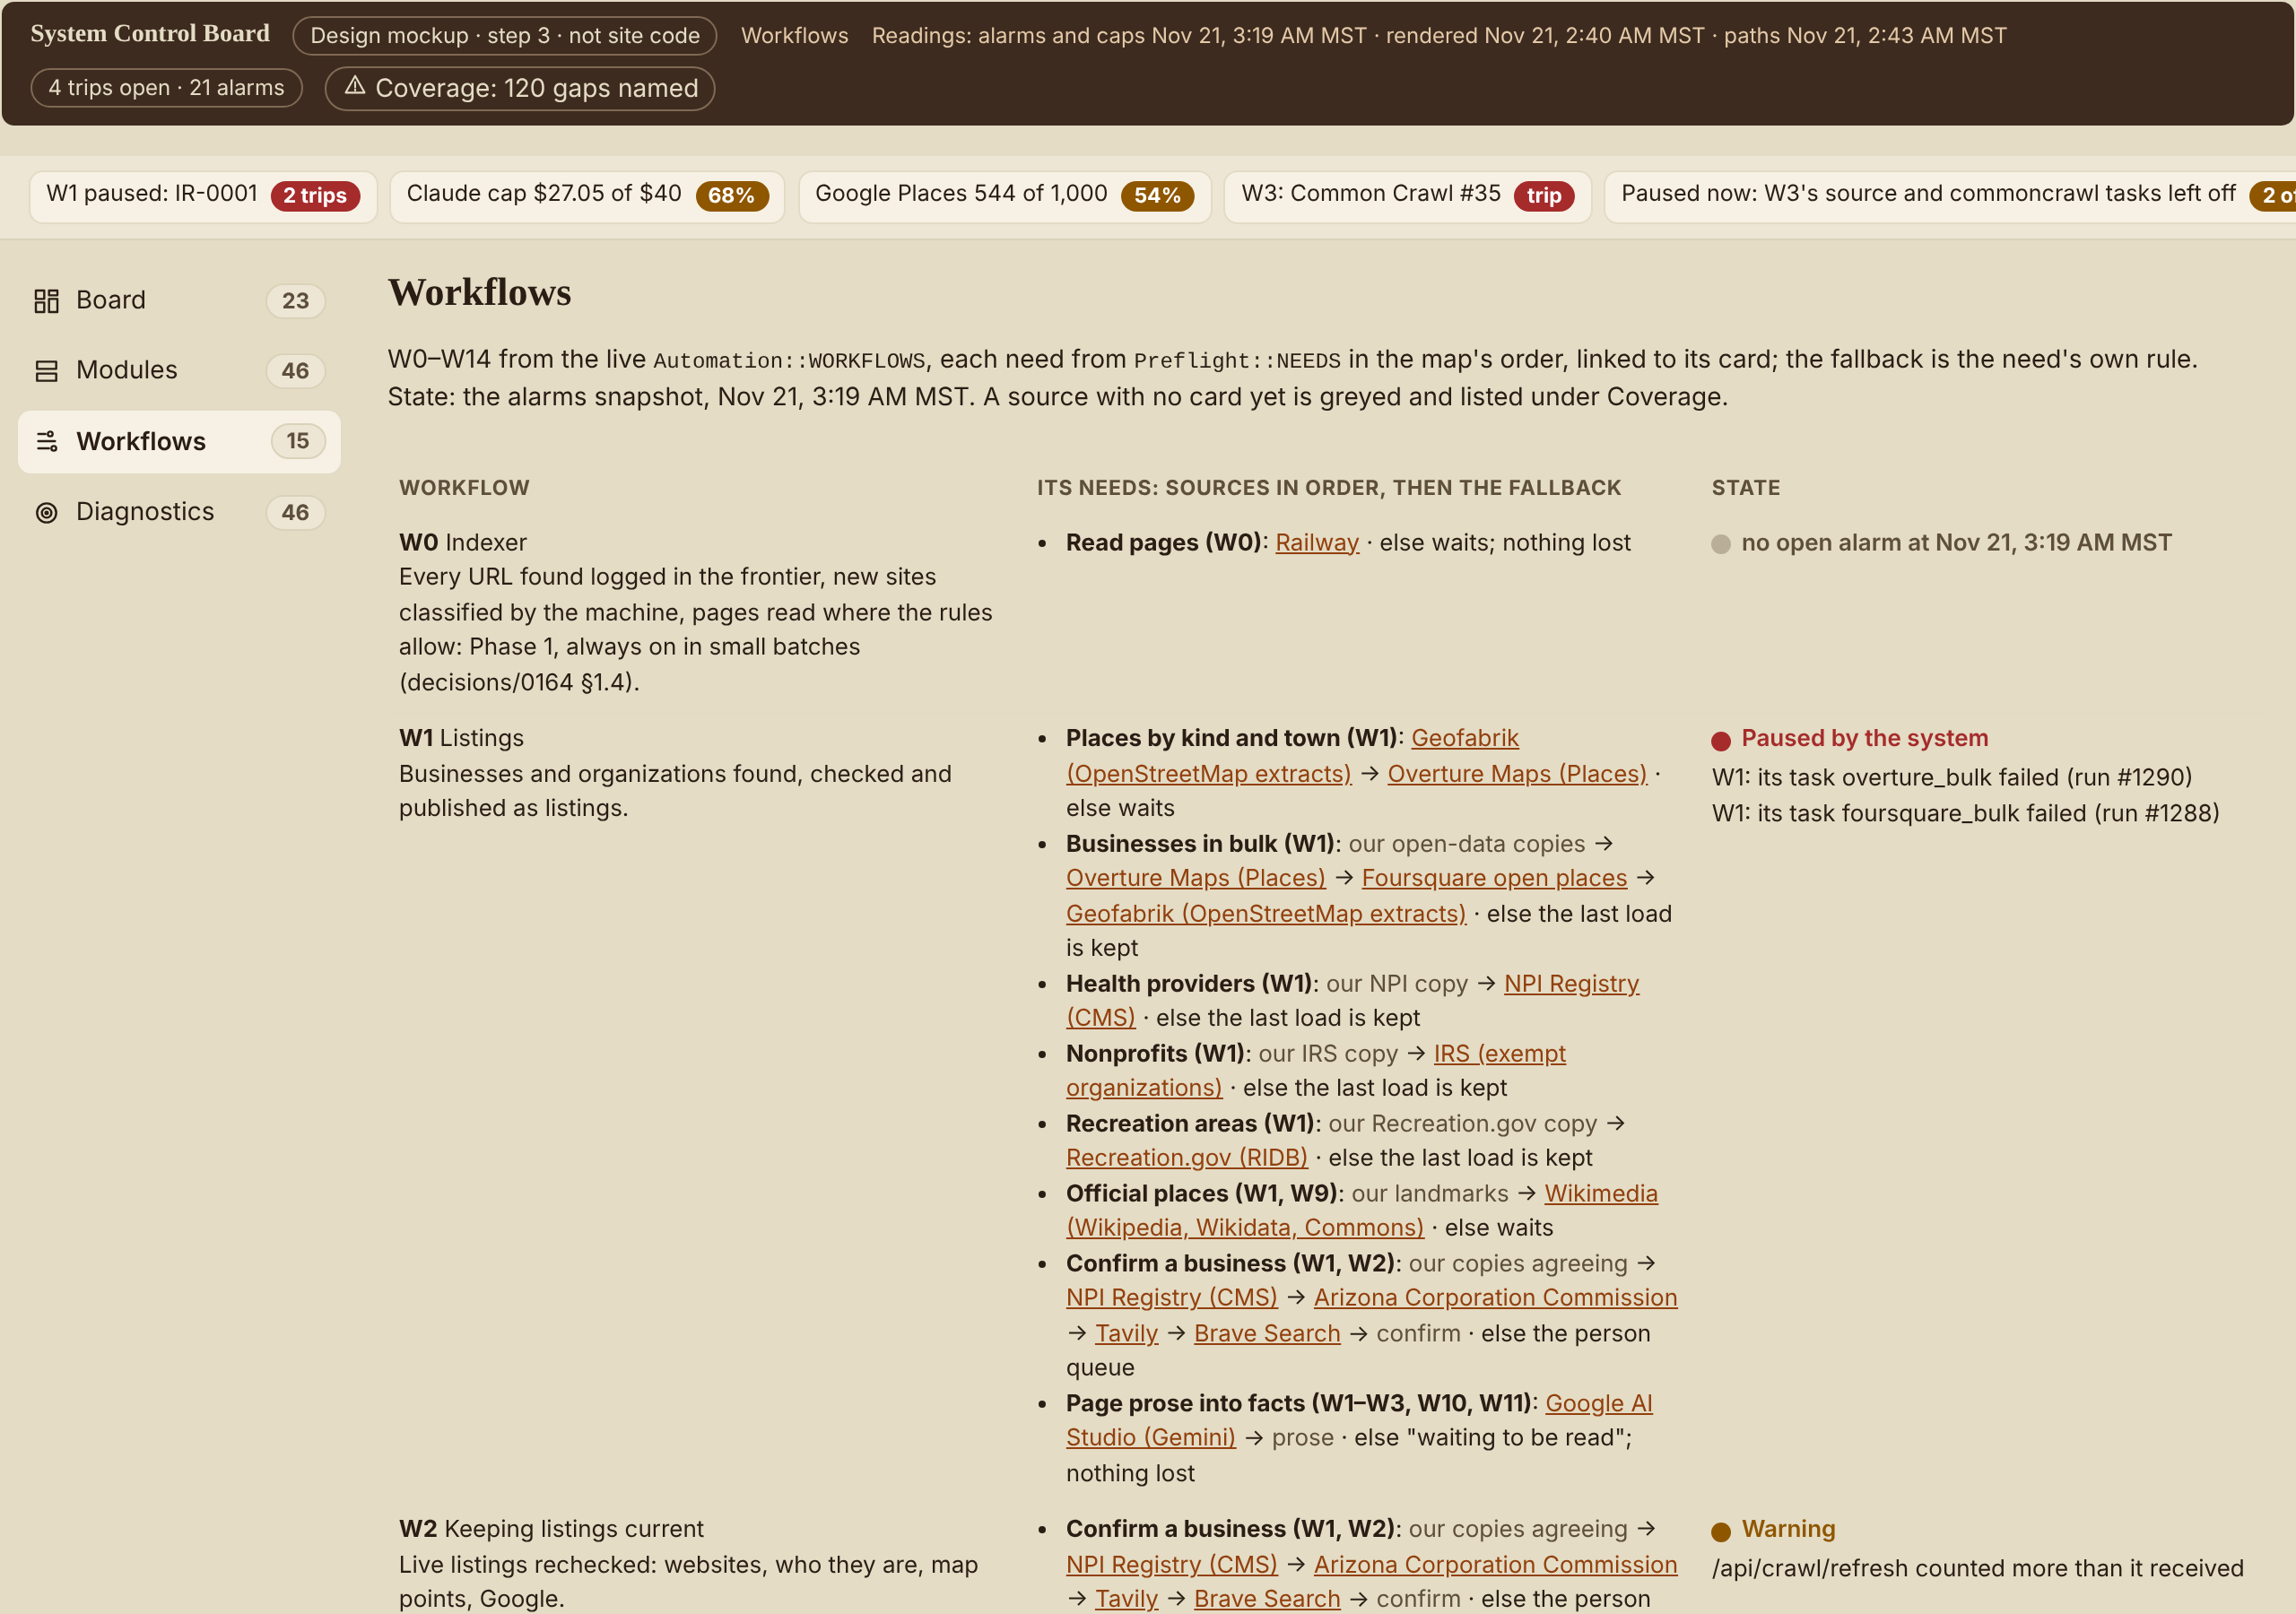 System Control Board
Design mockup · step 3 · not site code
Workflows
Readings: alarms and caps Nov 21, 3:19 AM MST · rendered Nov 21, 2:40 AM MST · paths Nov 21, 2:43 AM MST
4 trips open · 21 alarms
⚠ Coverage: 120 gaps named
W1 paused: IR-0001 2 trips
Claude cap $27.05 of $40 68%
Google Places 544 of 1,000 54%
W3: Common Crawl #35 trip
Paused now: W3's source and commoncrawl tasks left off 2
Board 23
Modules 46
Workflows 15
Diagnostics 46
Workflows
W0–W14 from the live Automation::WORKFLOWS, each need from Preflight::NEEDS in the map's order, linked to its card; the fallback is the need's own rule.
State: the alarms snapshot, Nov 21, 3:19 AM MST. A source with no card yet is greyed and listed under Coverage.
WORKFLOW
ITS NEEDS: SOURCES IN ORDER, THEN THE FALLBACK
STATE
W0 Indexer
Every URL found logged in the frontier, new sites
classified by the machine, pages read where the rules
allow: Phase 1, always on in small batches
(decisions/0164 §1.4).
• Read pages (W0): Railway · else waits; nothing lost
no open alarm at Nov 21, 3:19 AM MST
W1 Listings
Businesses and organizations found, checked and
published as listings.
• Places by kind and town (W1): Geofabrik
(OpenStreetMap extracts) → Overture Maps (Places) ·
else waits
• Businesses in bulk (W1): our open-data copies →
Overture Maps (Places) → Foursquare open places →
Geofabrik (OpenStreetMap extracts) · else the last load
is kept
• Health providers (W1): our NPI copy → NPI Registry
(CMS) · else the last load is kept
• Nonprofits (W1): our IRS copy → IRS (exempt
organizations) · else the last load is kept
• Recreation areas (W1): our Recreation.gov copy →
Recreation.gov (RIDB) · else the last load is kept
• Official places (W1, W9): our landmarks → Wikimedia
(Wikipedia, Wikidata, Commons) · else waits
• Confirm a business (W1, W2): our copies agreeing →
NPI Registry (CMS) → Arizona Corporation Commission
→ Tavily → Brave Search → confirm · else the person
queue
• Page prose into facts (W1–W3, W10, W11): Google AI
Studio (Gemini) → prose · else "waiting to be read";
nothing lost
Paused by the system
W1: its task overture_bulk failed (run #1290)
W1: its task foursquare_bulk failed (run #1288)
W2 Keeping listings current
Live listings rechecked: websites, who they are, map
points, Google.
• Confirm a business (W1, W2): our copies agreeing →
NPI Registry (CMS) → Arizona Corporation Commission
→ Tavily → Brave Search → confirm · else the person
Warning
/api/crawl/refresh counted more than it received